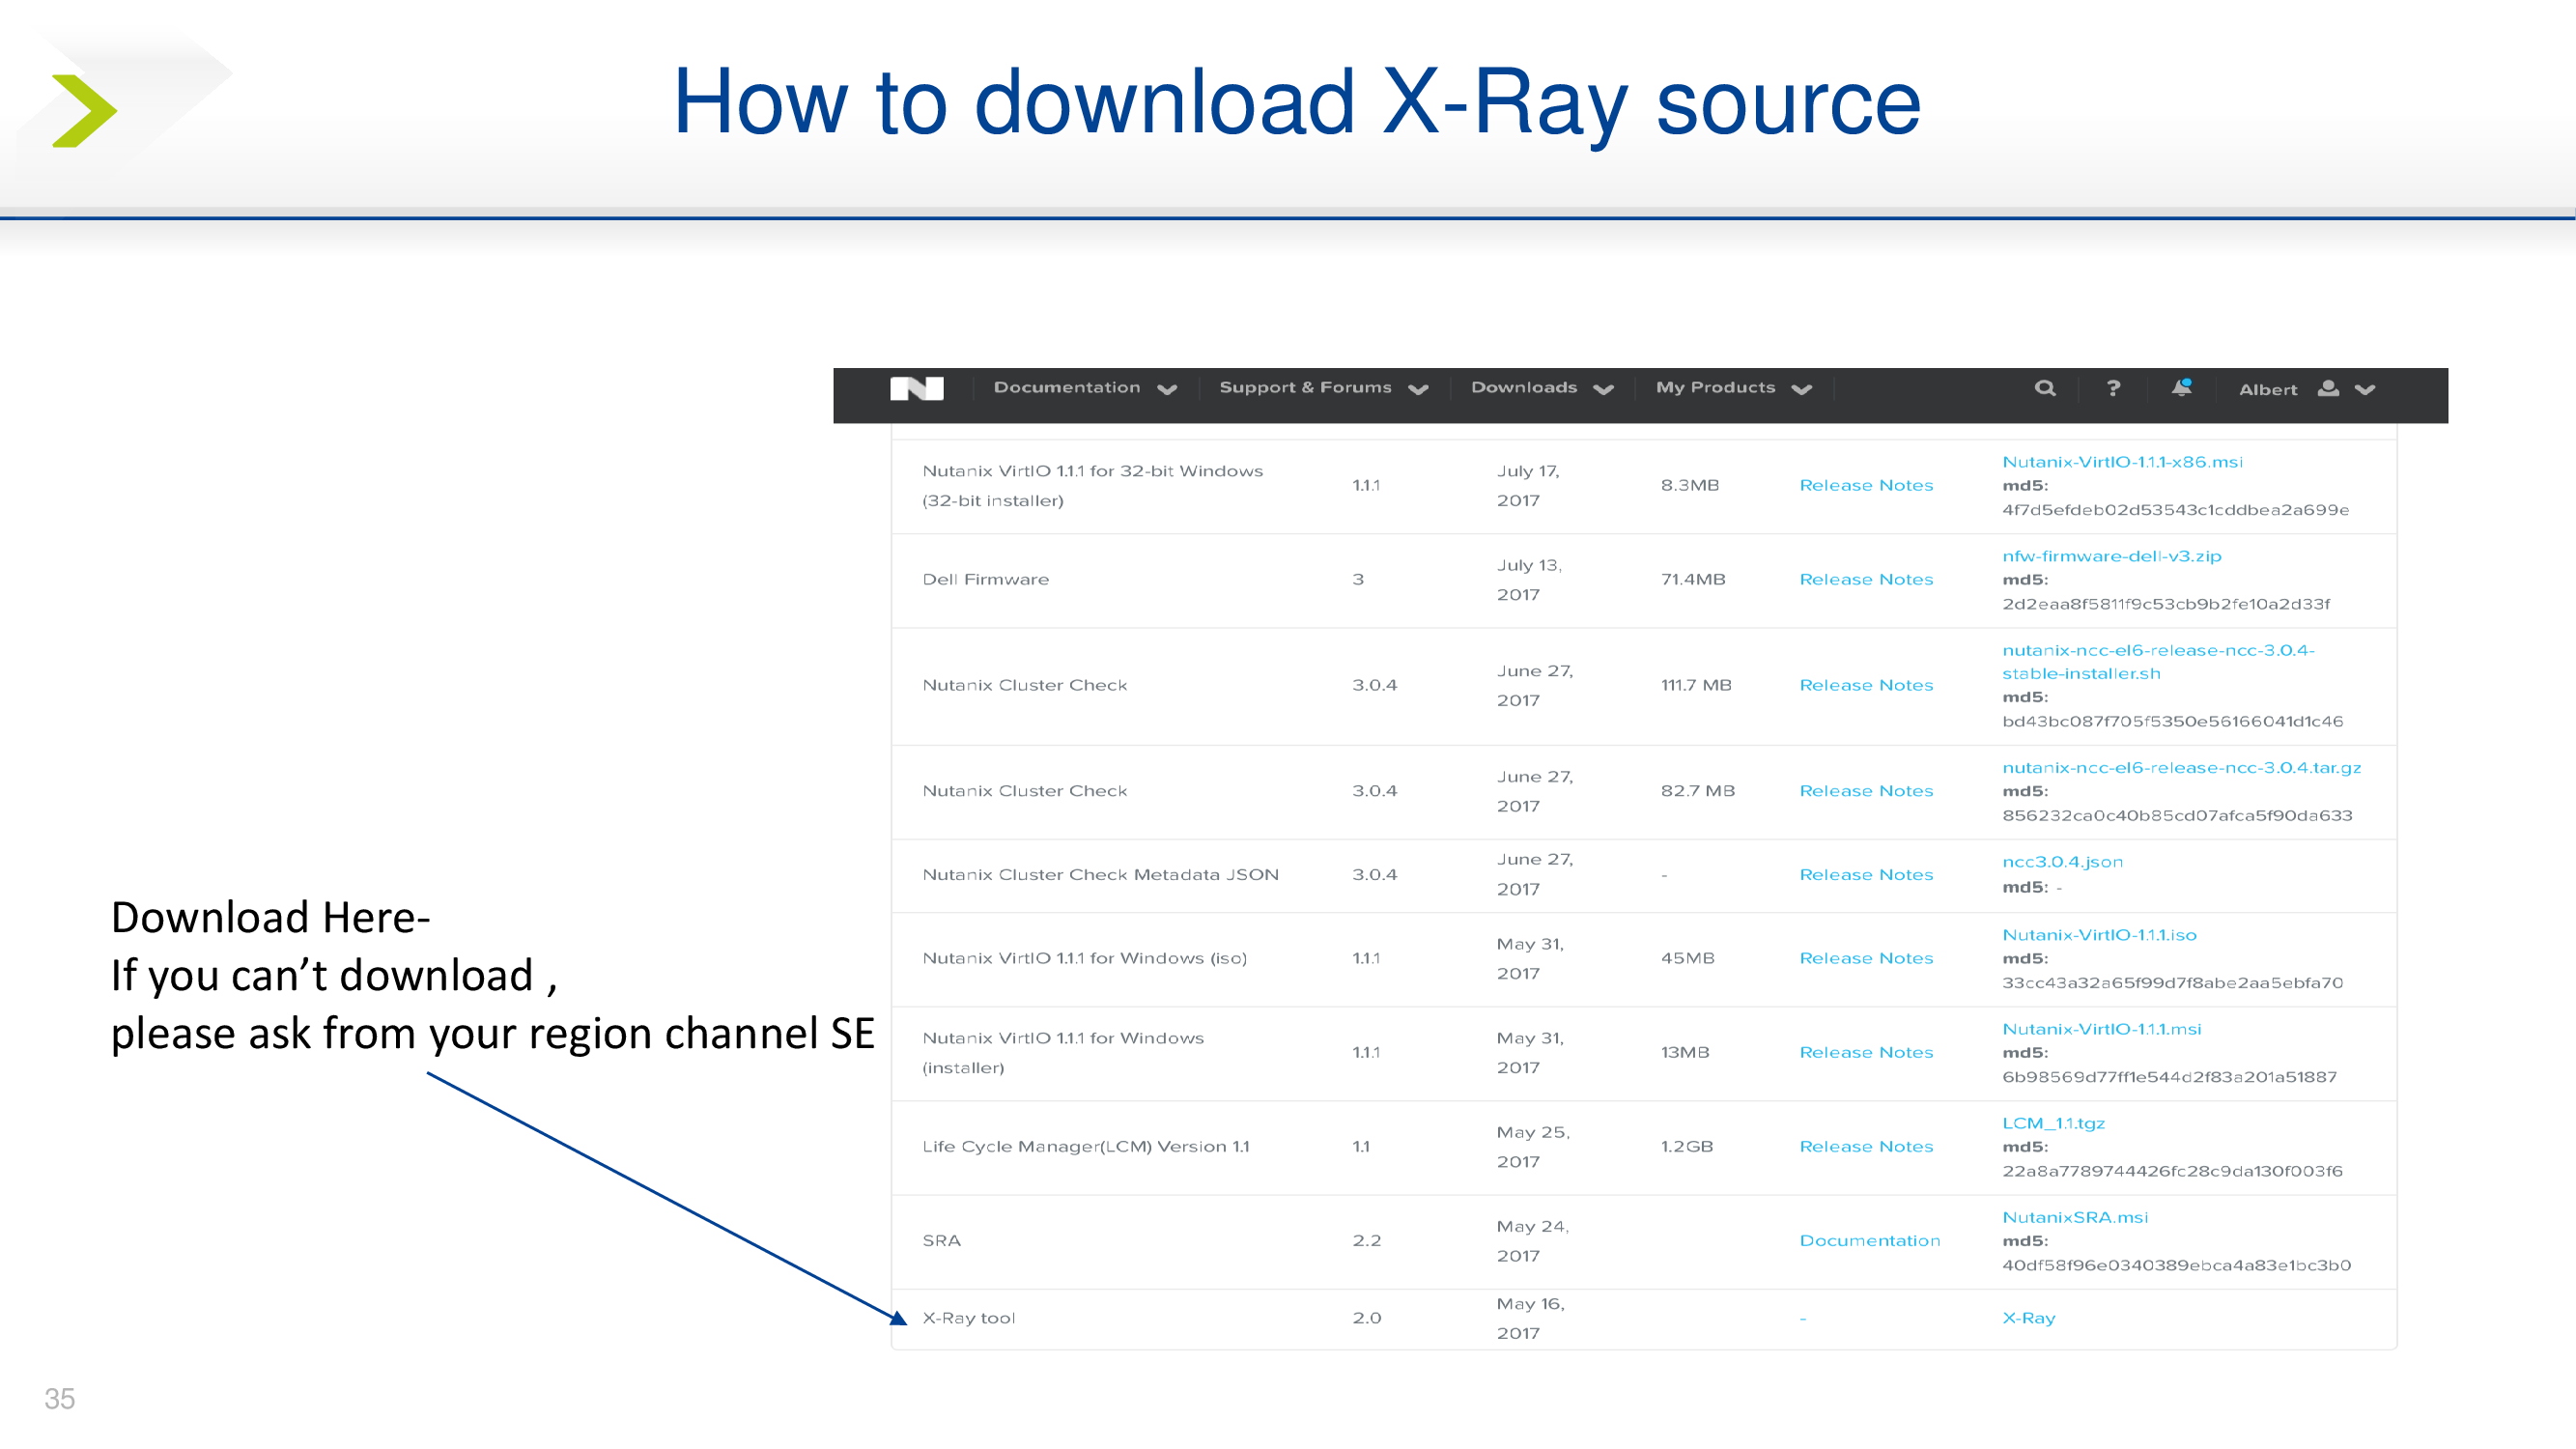 How to download X-Ray source
Documentation Support & Forums Downloads My Products ? Albert
Nutanix VirtIO 1.1.1 for 32-bit Windows
(32-bit installer)
1.1.1
July 17,
2017
8.3MB
Release Notes
Nutanix-VirtIO-1.1.1-x86.msi
md5:
4f7d5efdeb02d53543c1cddbea2a699e
Dell Firmware
3
July 13,
2017
71.4MB
Release Notes
nfw-firmware-dell-v3.zip
md5:
2d2eaa8f5811f9c53cb9b2fe10a2d33f
Nutanix Cluster Check
3.0.4
June 27,
2017
111.7 MB
Release Notes
nutanix-ncc-el6-release-ncc-3.0.4-
stable-installer.sh
md5:
bd43bc087f705f5350e56166041d1c46
Nutanix Cluster Check
3.0.4
June 27,
2017
82.7 MB
Release Notes
nutanix-ncc-el6-release-ncc-3.0.4.tar.gz
md5:
856232ca0c40b85cd07afca5f90da633
Nutanix Cluster Check Metadata JSON
3.0.4
June 27,
2017
-
Release Notes
ncc3.0.4.json
md5: -
Nutanix VirtIO 1.1.1 for Windows (iso)
1.1.1
May 31,
2017
45MB
Release Notes
Nutanix-VirtIO-1.1.1.iso
md5:
33cc43a32a65f99d7f8abe2aa5ebfa70
Nutanix VirtIO 1.1.1 for Windows
(installer)
1.1.1
May 31,
2017
13MB
Release Notes
Nutanix-VirtIO-1.1.1.msi
md5:
6b98569d77ff1e544d2f83a201a51887
Life Cycle Manager(LCM) Version 1.1
1.1
May 25,
2017
1.2GB
Release Notes
LCM_1.1.tgz
md5:
22a8a7789744426fc28c9da130f003f6
SRA
2.2
May 24,
2017
Documentation
NutanixSRA.msi
md5:
40df58f96e0340389ebca4a83e1bc3b0
X-Ray tool
2.0
May 16,
2017
-
X-Ray
Download Here-
If you can’t download ,
please ask from your region channel SE
35